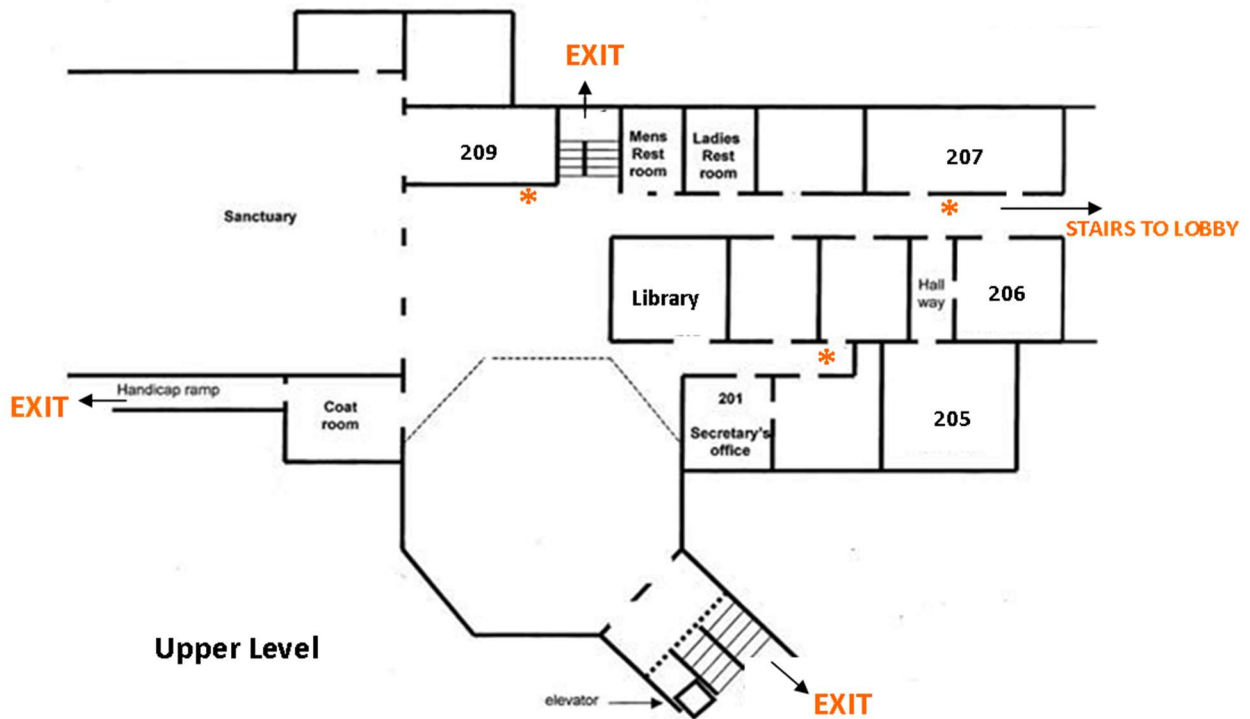 EXIT
Mens
Rest
room
Ladies
Rest
room
209
207
*
*
Sanctuary
STAIRS TO LOBBY
Library
Hall
way
206
*
Handicap ramp
EXIT
Coat
room
201
Secretary's
office
205
Upper Level
elevator
EXIT